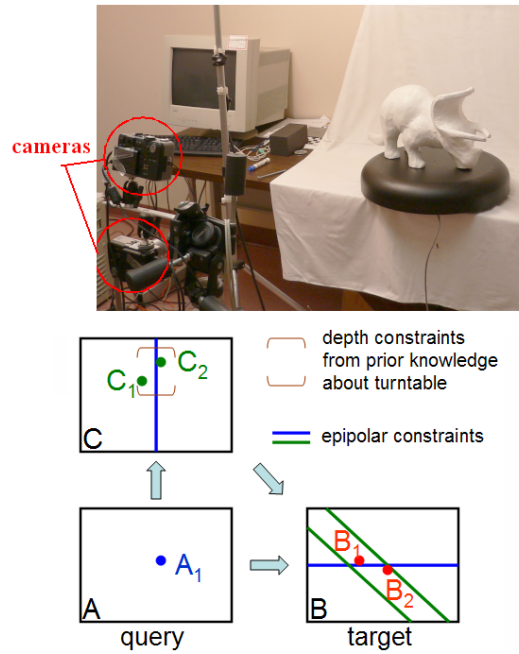 cameras
depth constraints
from prior knowledge
about turntable
epipolar constraints
C1
C2
C
A1
A
query
B1
B2
B
target